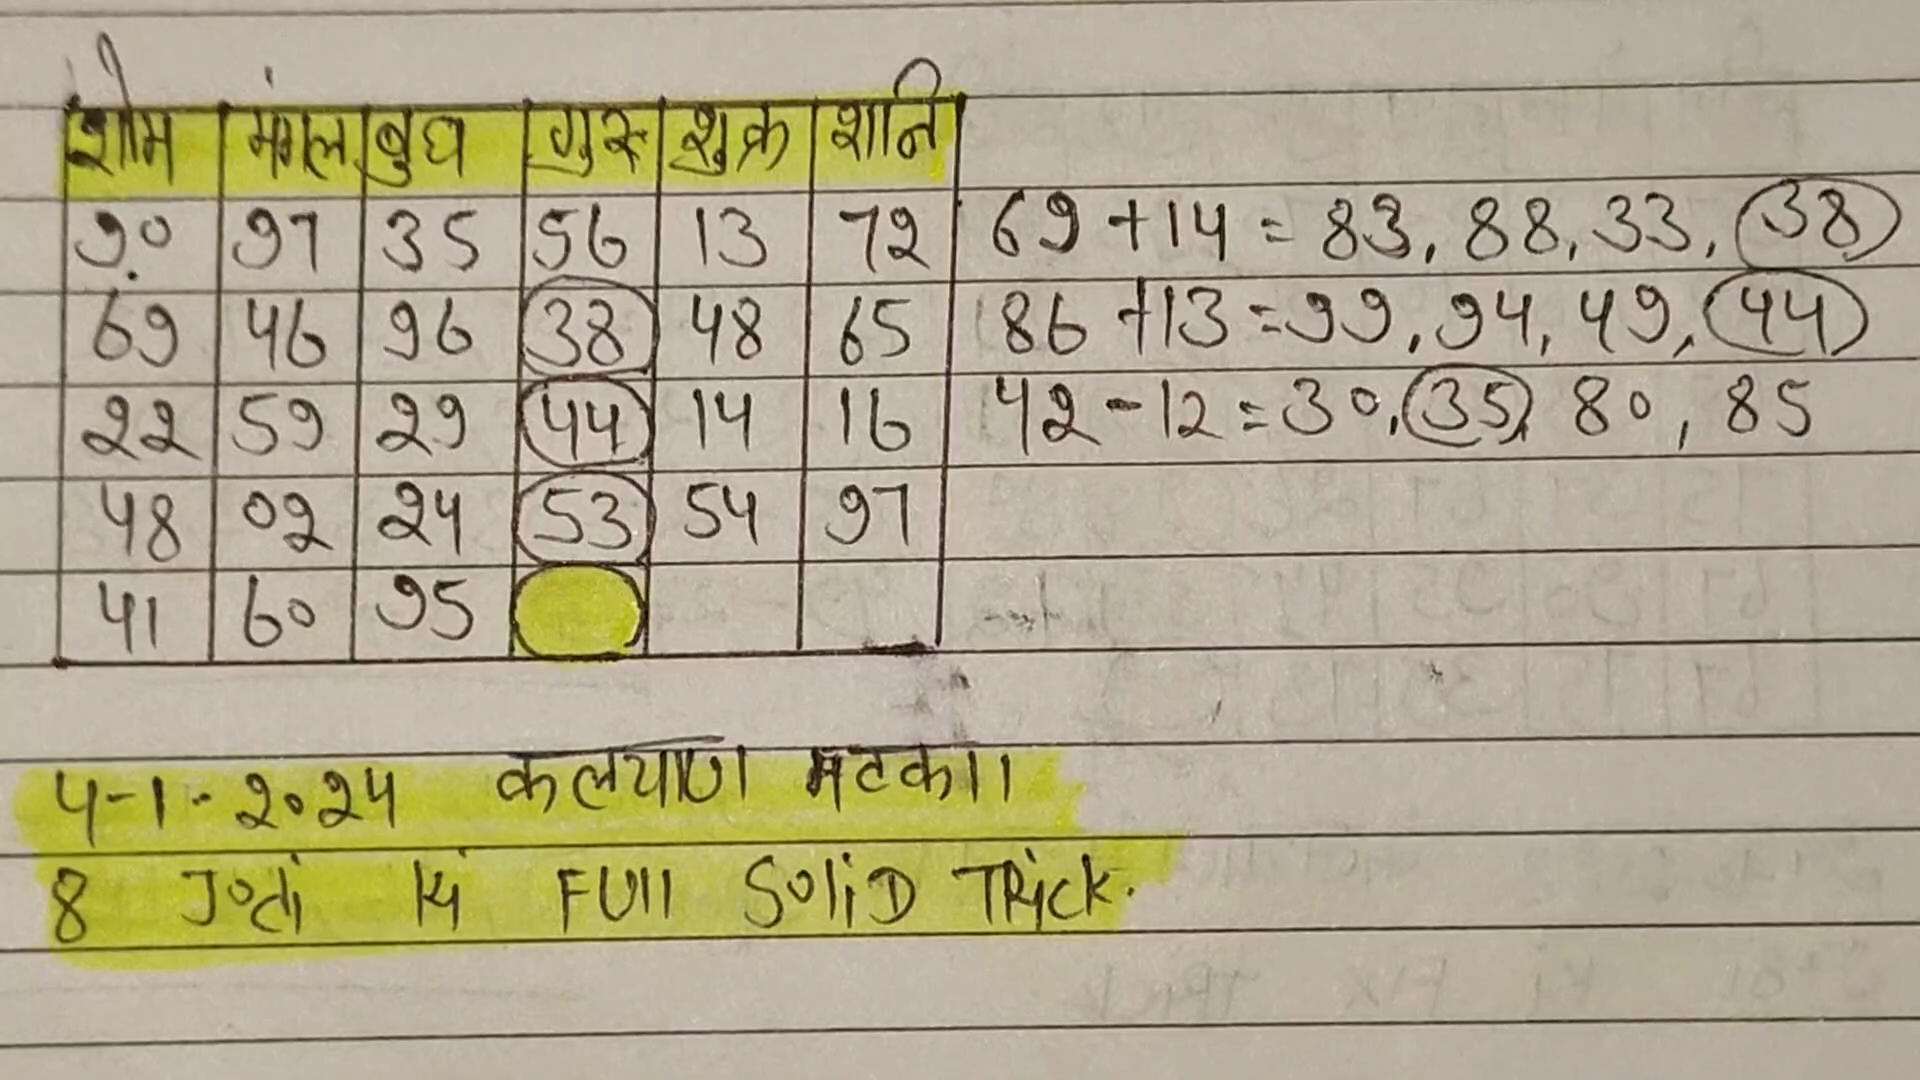 शोम मंगल बुध गुरु शुक्र शनि
90 97 35 56 13 72 69+14=83, 88, 33, 38
69 46 96 38 48 65 86+13=99, 94, 49, 44
22 59 29 44 14 16 42-12=30, 35, 80, 85
48 02 24 53 54 97
41 60 95
4-1-2024 कलयाण मटका।।
8 Joti Ki FUll SoliD TRick.